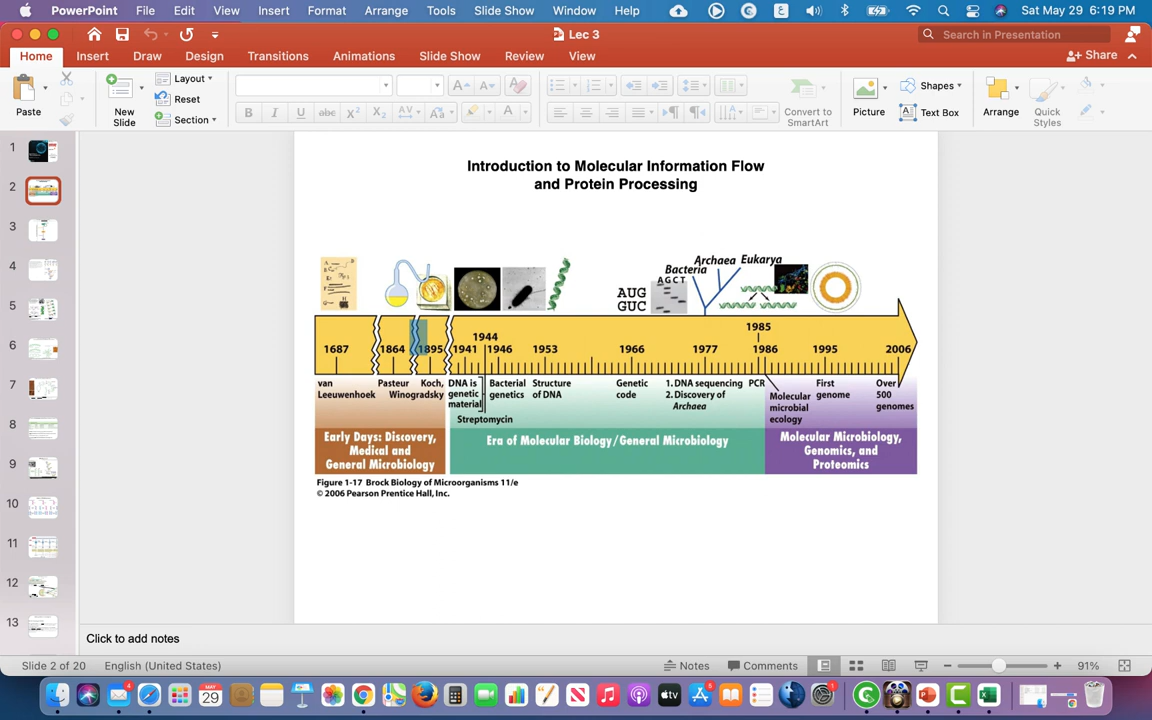 PowerPoint File Edit View Insert Format Arrange Tools Slide Show Window Help Sat May 29 6:19 PM
Lec 3
Search in Presentation
Home Insert Draw Design Transitions Animations Slide Show Review View Share
Paste
New
Slide
Layout
Reset
Section
Convert to
SmartArt
Picture
Shapes
Text Box
Arrange
Quick
Styles
1
2
3
4
5
6
7
8
9
10
11
12
13
Introduction to Molecular Information Flow
and Protein Processing
Archaea Eukarya
Bacteria
AGCT
AUG
GUC
1944
1985
1687 1864 1895 1941 1946 1953 1966 1977 1986 1995 2006
van
Leeuwenhoek
Pasteur
Koch,
Winogradsky
DNA is
genetic
material
Streptomycin
Bacterial
genetics
Structure
of DNA
Genetic
code
1. DNA sequencing
2. Discovery of
Archaea
PCR
Molecular
microbial
ecology
First
genome
Over
500
genomes
Early Days: Discovery,
Medical and
General Microbiology
Era of Molecular Biology/General Microbiology
Molecular Microbiology,
Genomics, and
Proteomics
Figure 1-17 Brock Biology of Microorganisms 11/e
© 2006 Pearson Prentice Hall, Inc.
Click to add notes
Slide 2 of 20 English (United States) Notes Comments 91%